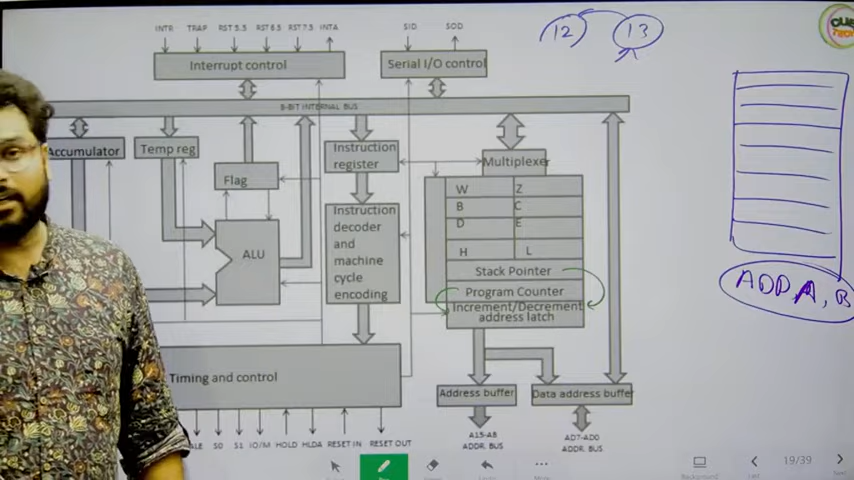 INTR TRAP RST 5.5 RST 6.5 RST 7.5 INTA
SID SOD
12 13
Interrupt control
Serial I/O control
8-BIT INTERNAL BUS
Accumulator
Temp reg
Instruction
register
Multiplexer
Flag
W Z
B C
D E
H L
Instruction
decoder
and
machine
cycle
encoding
ALU
Stack Pointer
Program Counter
Increment/Decrement
address latch
ADD A, B
Timing and control
Address buffer
Data address buffer
ALE S0 S1 IO/M HOLD HLDA RESET IN RESET OUT
A15-A8
ADDR. BUS
AD7-AD0
ADDR. BUS
19/39